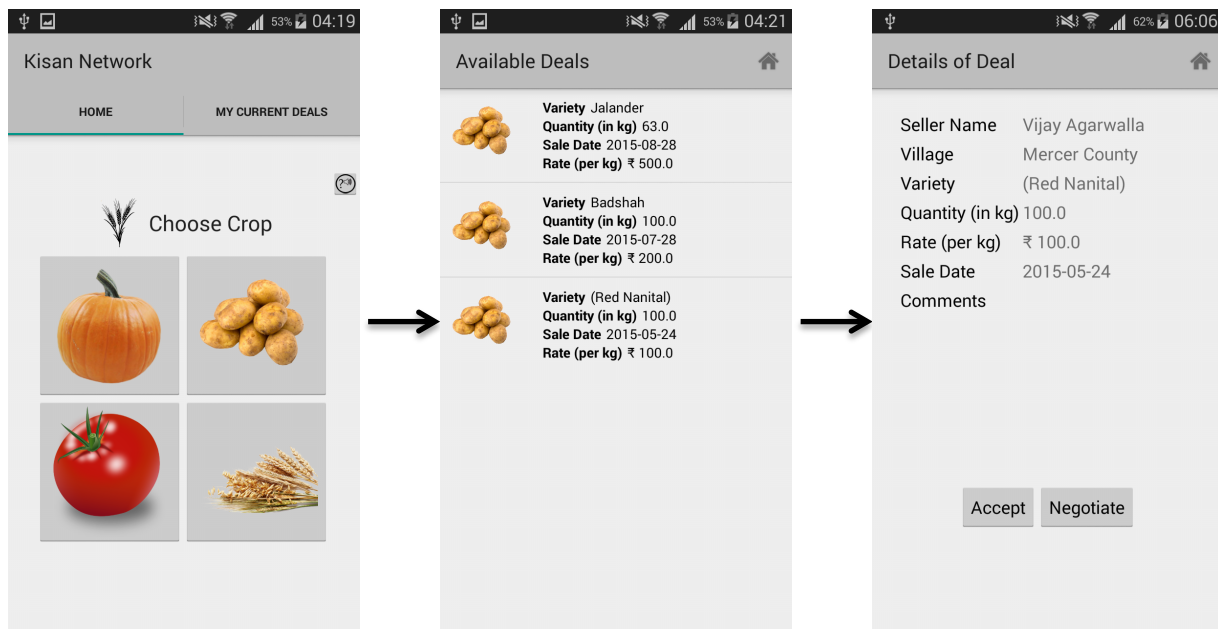 53% 04:19
Kisan Network
HOME MY CURRENT DEALS
Choose Crop
53% 04:21
Available Deals
Variety Jalander
Quantity (in kg) 63.0
Sale Date 2015-08-28
Rate (per kg) ₹ 500.0
Variety Badshah
Quantity (in kg) 100.0
Sale Date 2015-07-28
Rate (per kg) ₹ 200.0
Variety (Red Nanital)
Quantity (in kg) 100.0
Sale Date 2015-05-24
Rate (per kg) ₹ 100.0
62% 06:06
Details of Deal
Seller Name Vijay Agarwalla
Village Mercer County
Variety (Red Nanital)
Quantity (in kg) 100.0
Rate (per kg) ₹ 100.0
Sale Date 2015-05-24
Comments
Accept Negotiate